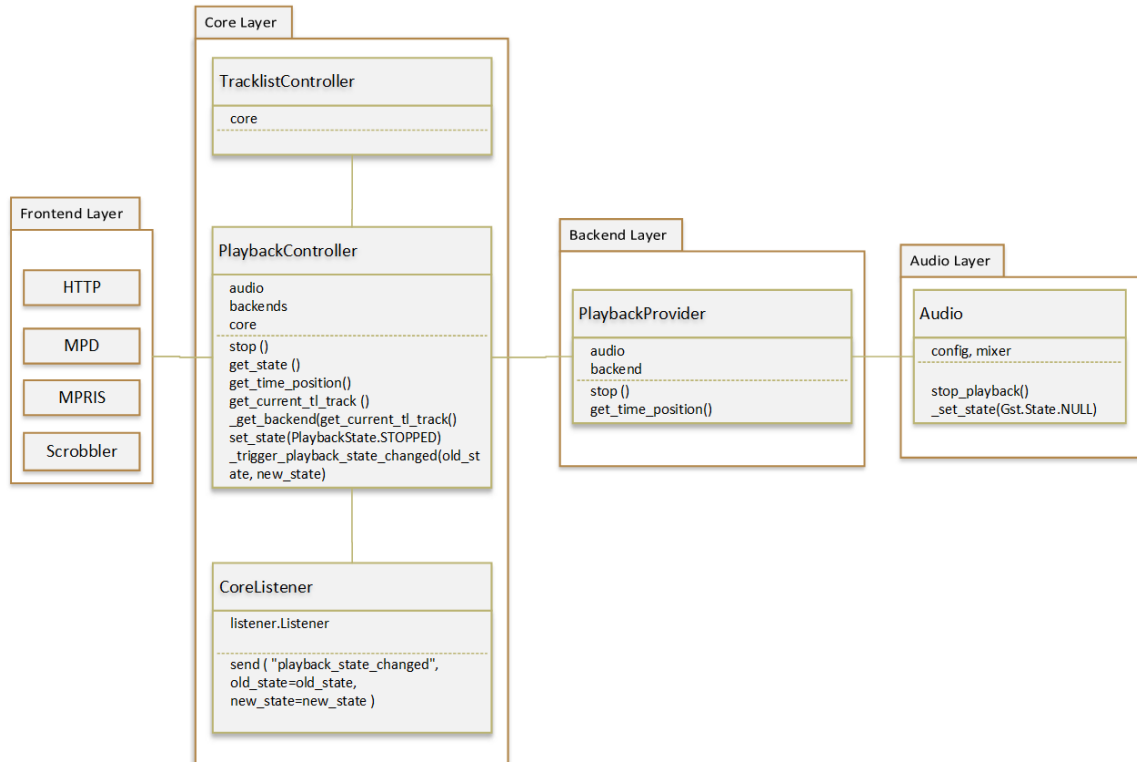 Core Layer
TracklistController
core
Frontend Layer
HTTP
MPD
MPRIS
Scrobbler
PlaybackController
audio
backends
core
stop ()
get_state ()
get_time_position()
get_current_tl_track ()
_get_backend(get_current_tl_track()
set_state(PlaybackState.STOPPED)
_trigger_playback_state_changed(old_st
ate, new_state)
Backend Layer
PlaybackProvider
audio
backend
stop ()
get_time_position()
Audio Layer
Audio
config, mixer
stop_playback()
_set_state(Gst.State.NULL)
CoreListener
listener.Listener
send ( "playback_state_changed",
old_state=old_state,
new_state=new_state )